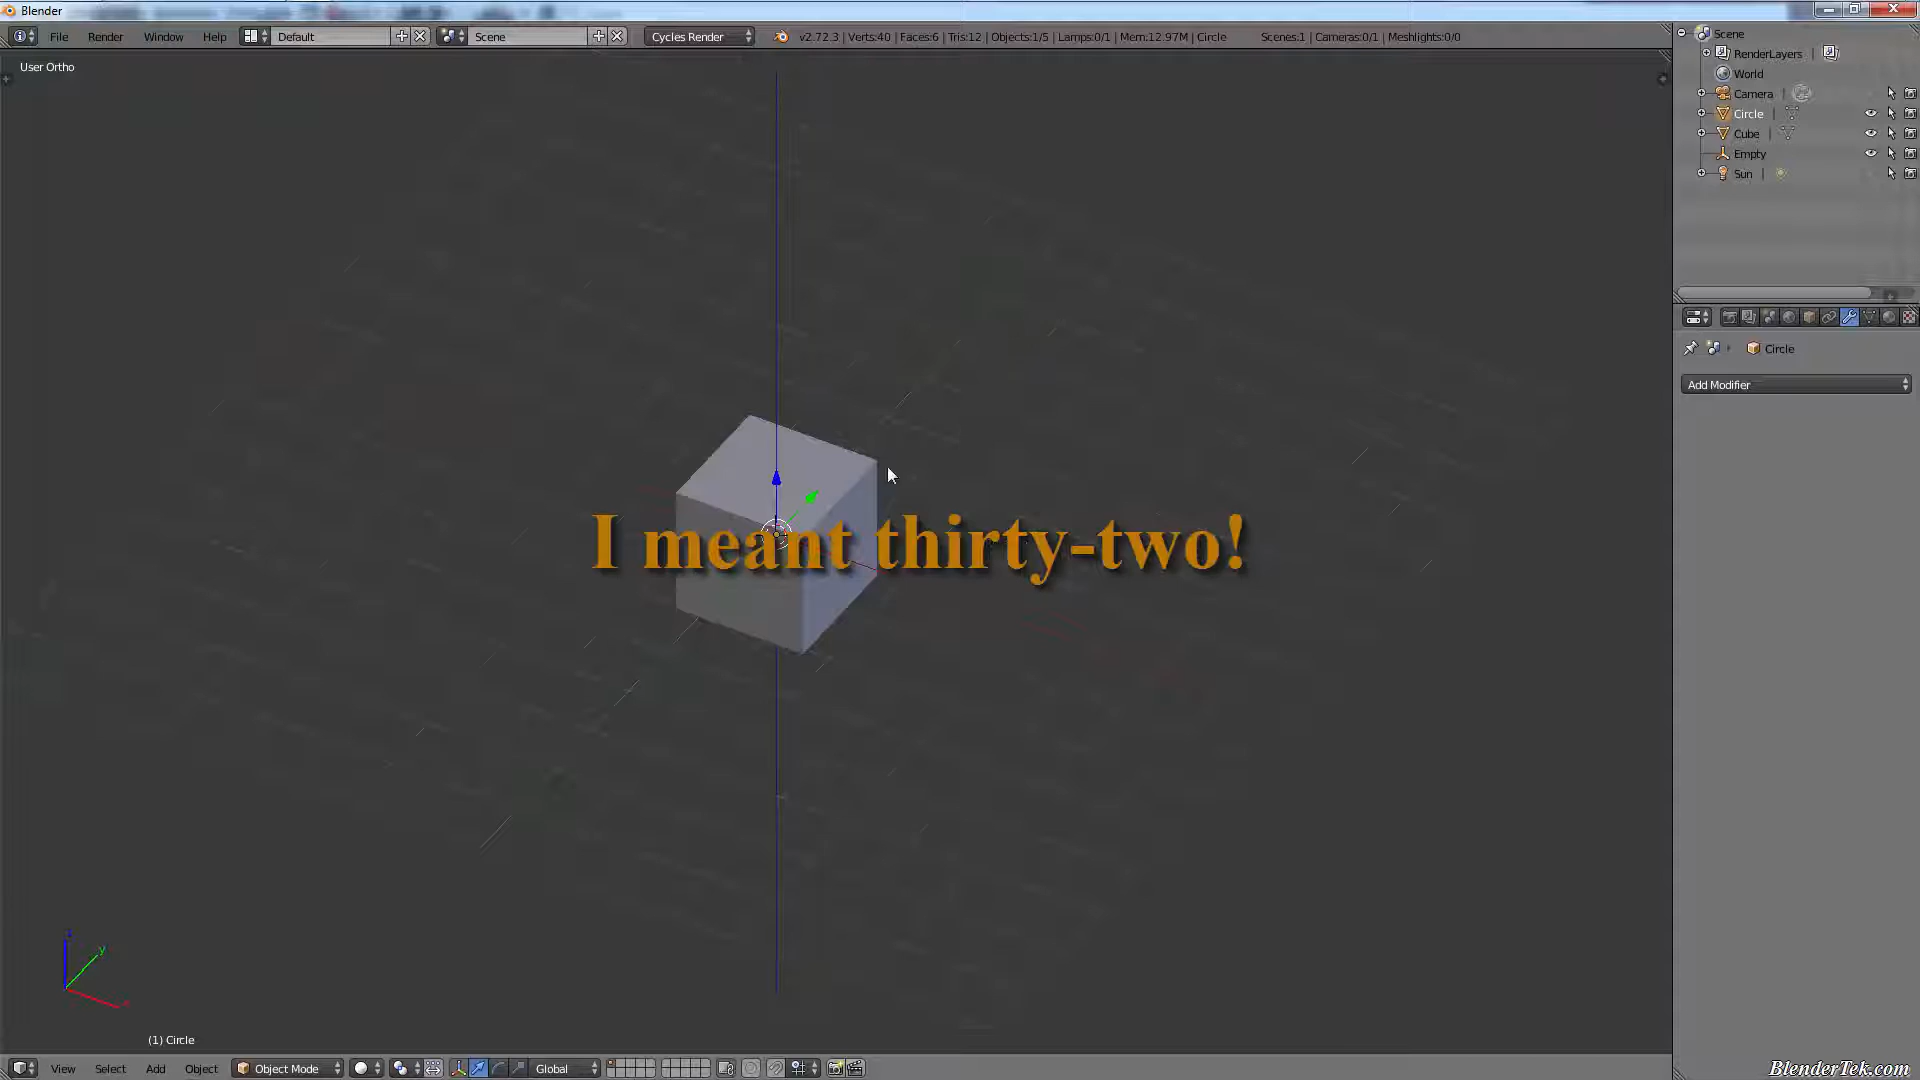 Blender
File Render Window Help Default Scene Cycles Render v2.72.3 | Verts:40 | Faces:6 | Tris:12 | Objects:1/5 | Lamps:0/1 | Mem:12.97M | Circle Scenes:1 | Cameras:0/1 | Meshlights:0/0
User Ortho
Scene
RenderLayers
World
Camera
Circle
Cube
Empty
Sun
Circle
Add Modifier
I meant thirty-two!
z
y
x
(1) Circle
View Select Add Object Object Mode Global
BlenderTek.com